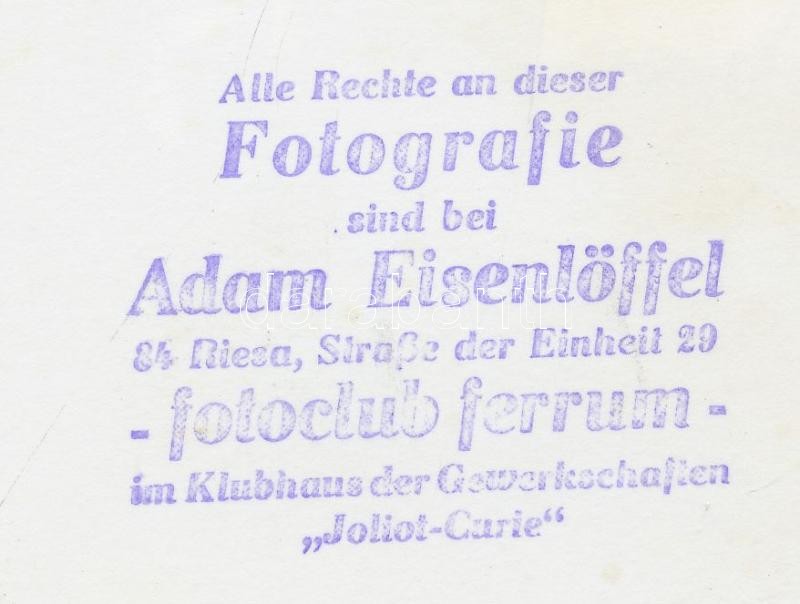 Alle Rechte an dieser
Fotografie
sind bei
Adam Eisenlöffel
darabanth
84 Riesa, Straße der Einheit 29
- fotoclub ferrum -
im Klubhaus der Gewerkschaften
„Joliot-Curie“